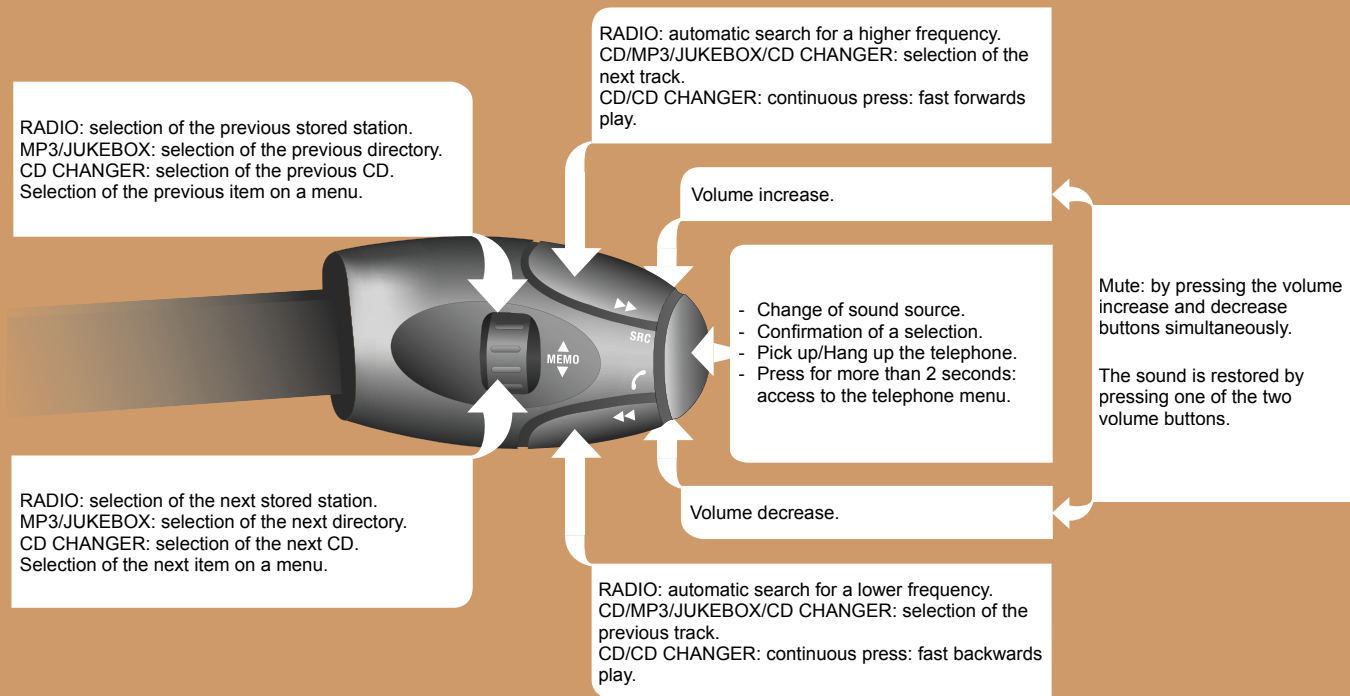 RADIO: automatic search for a higher frequency.
CD/MP3/JUKEBOX/CD CHANGER: selection of the
next track.
CD/CD CHANGER: continuous press: fast forwards
play.
RADIO: selection of the previous stored station.
MP3/JUKEBOX: selection of the previous directory.
CD CHANGER: selection of the previous CD.
Selection of the previous item on a menu.
Volume increase.
- Change of sound source.
- Confirmation of a selection.
- Pick up/Hang up the telephone.
- Press for more than 2 seconds:
access to the telephone menu.
Mute: by pressing the volume
increase and decrease
buttons simultaneously.
The sound is restored by
pressing one of the two
volume buttons.
SRC
MEMO
RADIO: selection of the next stored station.
MP3/JUKEBOX: selection of the next directory.
CD CHANGER: selection of the next CD.
Selection of the next item on a menu.
Volume decrease.
RADIO: automatic search for a lower frequency.
CD/MP3/JUKEBOX/CD CHANGER: selection of the
previous track.
CD/CD CHANGER: continuous press: fast backwards
play.